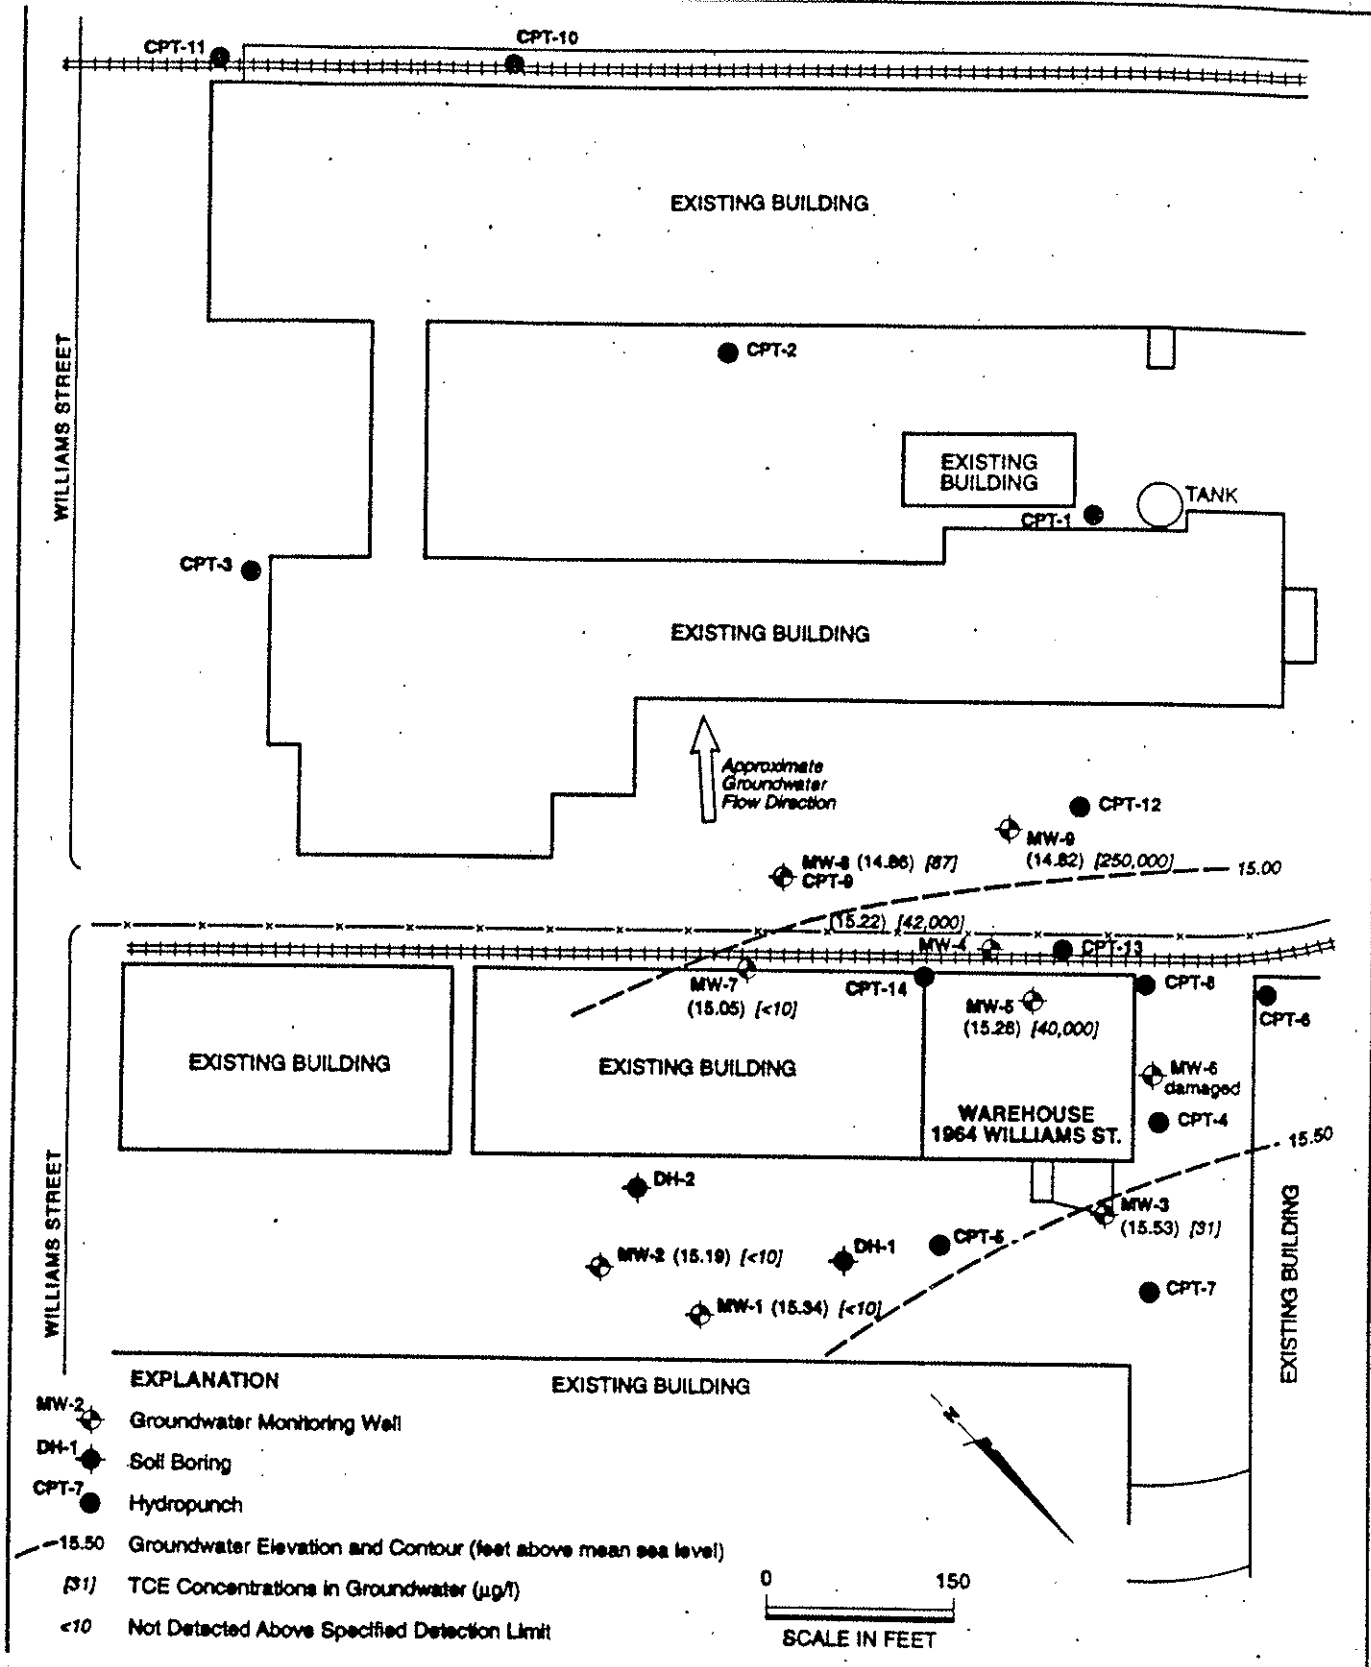 CPT-11
CPT-10
EXISTING BUILDING
WILLIAMS STREET
CPT-2
EXISTING
BUILDING
TANK
CPT-1
CPT-3
EXISTING BUILDING
Approximate
Groundwater
Flow Direction
CPT-12
MW-9
(14.82) [250,000]
MW-8 (14.86) [87]
CPT-9
15.00
(15.22) [42,000]
MW-4
CPT-13
MW-7
(15.05) [<10]
CPT-14
CPT-8
MW-5
(15.26) [40,000]
CPT-6
EXISTING BUILDING
EXISTING BUILDING
MW-6
damaged
WAREHOUSE
1964 WILLIAMS ST.
CPT-4
15.50
WILLIAMS STREET
DH-2
MW-3
(15.53) [31]
EXISTING BUILDING
MW-2 (15.19) [<10]
DH-1
CPT-5
CPT-7
MW-1 (15.34) [<10]
EXISTING BUILDING
N
EXPLANATION
MW-2 Groundwater Monitoring Well
DH-1 Soil Boring
CPT-7 Hydropunch
15.50 Groundwater Elevation and Contour (feet above mean sea level)
[31] TCE Concentrations in Groundwater (µg/l)
<10 Not Detected Above Specified Detection Limit
0 150
SCALE IN FEET